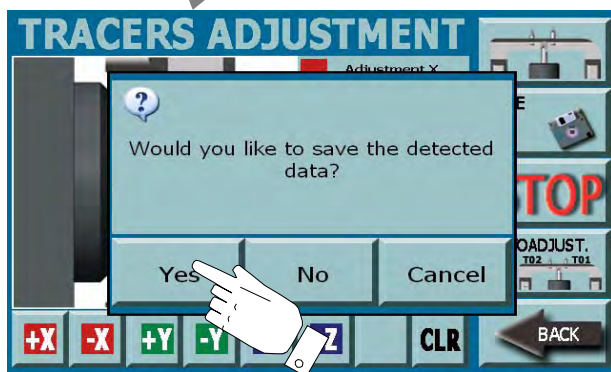 TRACERS ADJUSTMENT
Adjustment X
Would you like to save the detected
data?
Yes
No
Cancel
STOP
T02 T01
+X
-X
+Y
-Y
Z
CLR
BACK